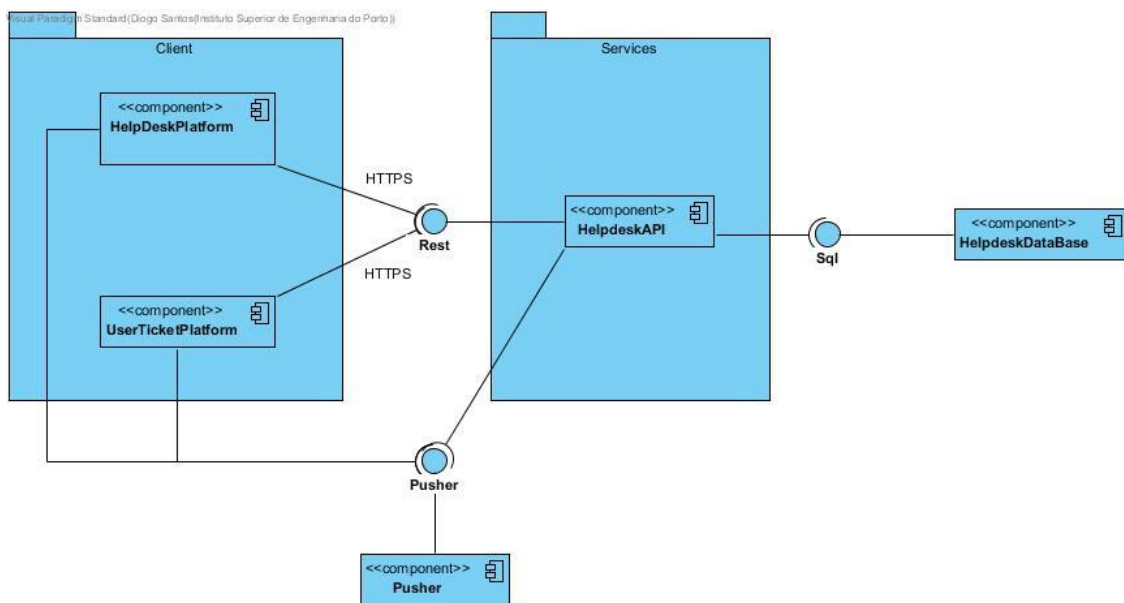 Visual Paradigm Standard(Diogo Santos(Instituto Superior de Engenharia do Porto))
Client
<<component>>
HelpDeskPlatform
HTTPS
HTTPS
<<component>>
UserTicketPlatform
Rest
Services
<<component>>
HelpdeskAPI
Sql
<<component>>
HelpdeskDataBase
Pusher
<<component>>
Pusher